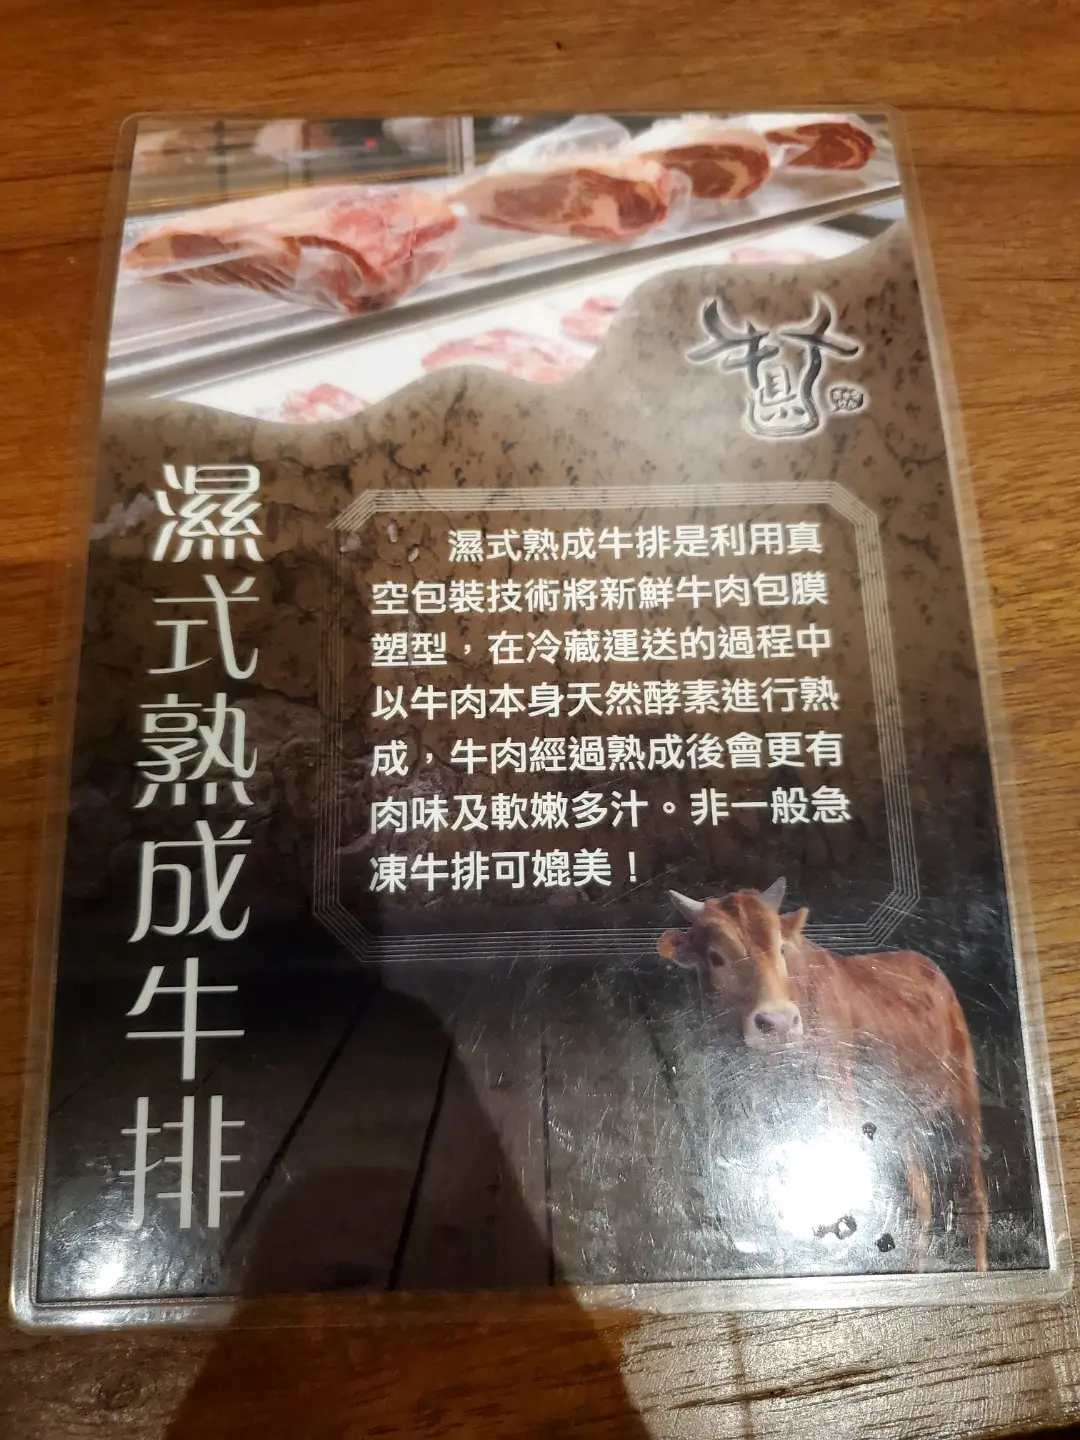 濕式熟成牛排
濕式熟成牛排是利用真
空包裝技術將新鮮牛肉包膜
塑型，在冷藏運送的過程中
以牛肉本身天然酵素進行熟
成，牛肉經過熟成後會更有
肉味及軟嫩多汁。非一般急
凍牛排可媲美！